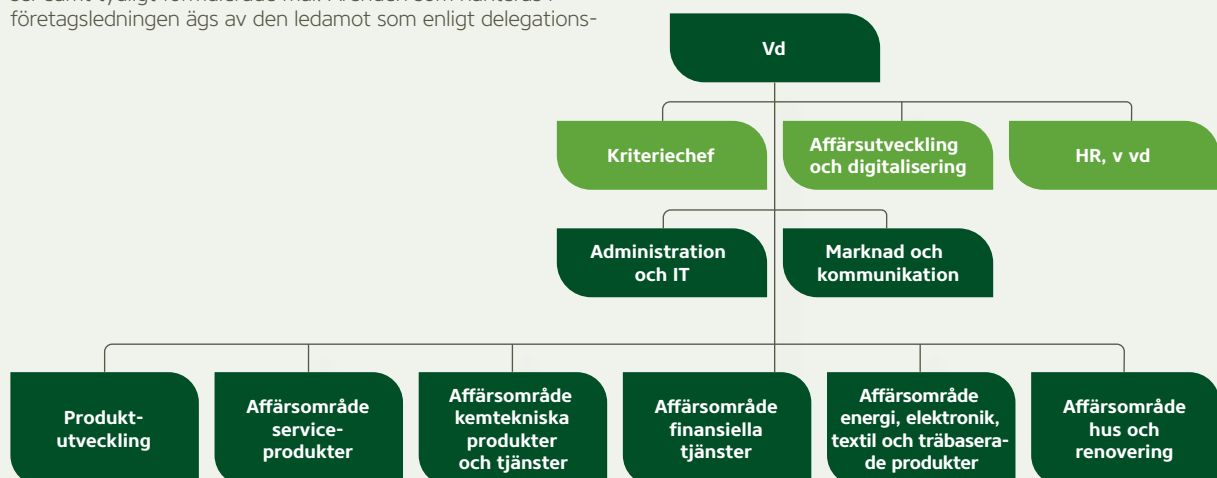 företagsledningen ägs av den ledamot som enligt delegations-
Vd
Kriteriechef
Affärsutveckling
och digitalisering
HR, v vd
Administration
och IT
Marknad och
kommunikation
Produkt-
utveckling
Affärsområde
service-
produkter
Affärsområde
kemtekniska
produkter
och tjänster
Affärsområde
finansiella
tjänster
Affärsområde
energi, elektronik,
textil och träbasera-
de produkter
Affärsområde
hus och
renovering